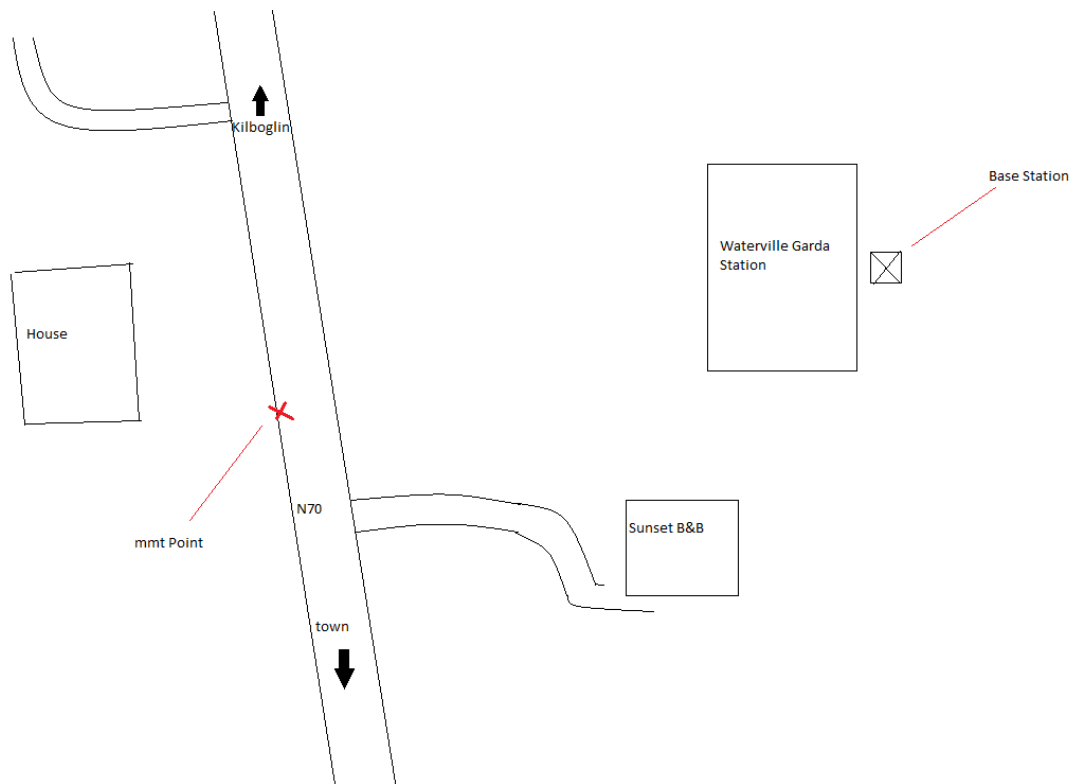 Kilboglin
Base Station
Waterville Garda
Station
House
N70
Sunset B&B
mmt Point
town